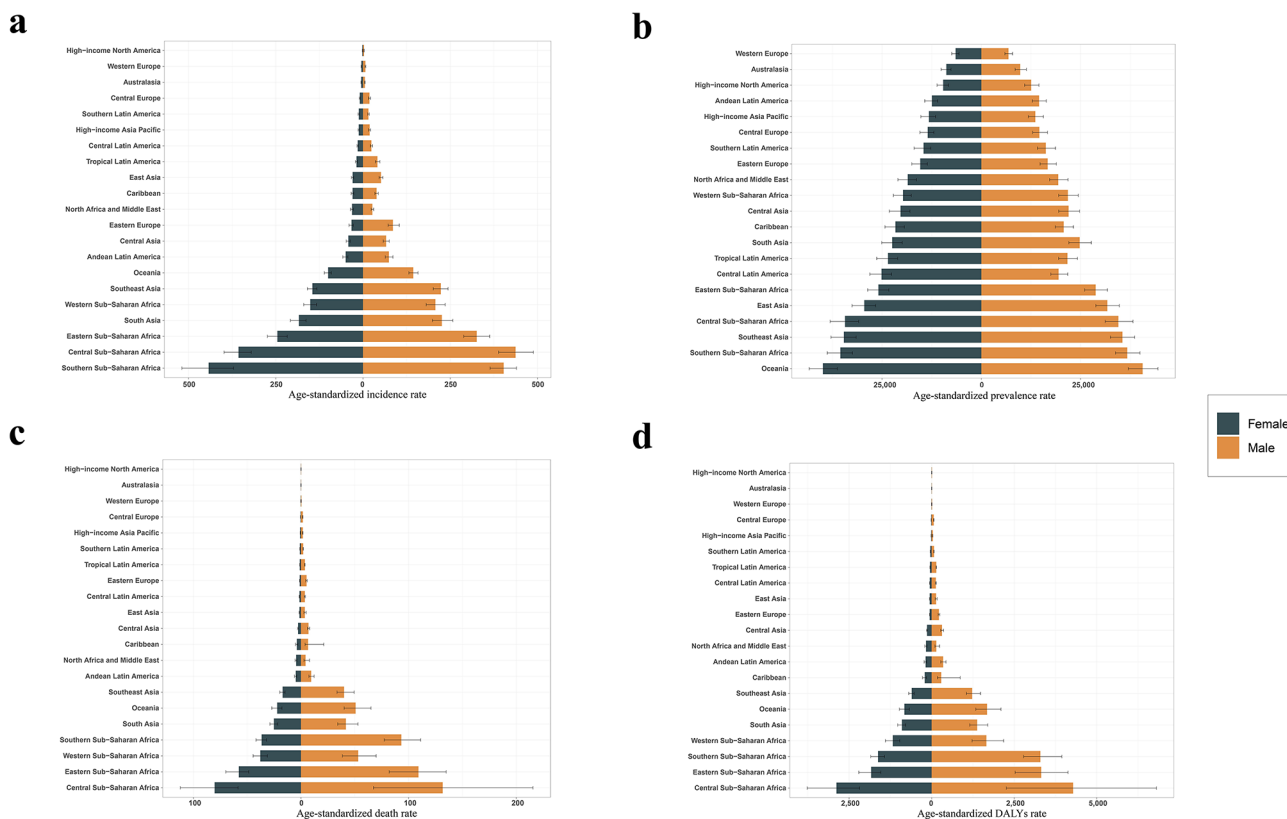 a
High-income North America
Western Europe
Australasia
Central Europe
Southern Latin America
High-income Asia Pacific
Central Latin America
Tropical Latin America
East Asia
Caribbean
North Africa and Middle East
Eastern Europe
Central Asia
Andean Latin America
Oceania
Southeast Asia
Western Sub-Saharan Africa
South Asia
Eastern Sub-Saharan Africa
Central Sub-Saharan Africa
Southern Sub-Saharan Africa
500 250 0 250 500
Age-standardized incidence rate
b
Western Europe
Australasia
High-income North America
Andean Latin America
High-income Asia Pacific
Central Europe
Southern Latin America
Eastern Europe
North Africa and Middle East
Western Sub-Saharan Africa
Central Asia
Caribbean
South Asia
Tropical Latin America
Central Latin America
Eastern Sub-Saharan Africa
East Asia
Central Sub-Saharan Africa
Southeast Asia
Southern Sub-Saharan Africa
Oceania
25,000 0 25,000
Age-standardized prevalence rate
Female
Male
c
High-income North America
Australasia
Western Europe
Central Europe
High-income Asia Pacific
Southern Latin America
Tropical Latin America
Eastern Europe
Central Latin America
East Asia
Central Asia
Caribbean
North Africa and Middle East
Andean Latin America
Southeast Asia
Oceania
South Asia
Southern Sub-Saharan Africa
Western Sub-Saharan Africa
Eastern Sub-Saharan Africa
Central Sub-Saharan Africa
100 0 100 200
Age-standardized death rate
d
High-income North America
Australasia
Western Europe
Central Europe
High-income Asia Pacific
Southern Latin America
Tropical Latin America
Central Latin America
East Asia
Eastern Europe
Central Asia
North Africa and Middle East
Andean Latin America
Caribbean
Southeast Asia
Oceania
South Asia
Western Sub-Saharan Africa
Southern Sub-Saharan Africa
Eastern Sub-Saharan Africa
Central Sub-Saharan Africa
2,500 0 2,500 5,000
Age-standardized DALYs rate